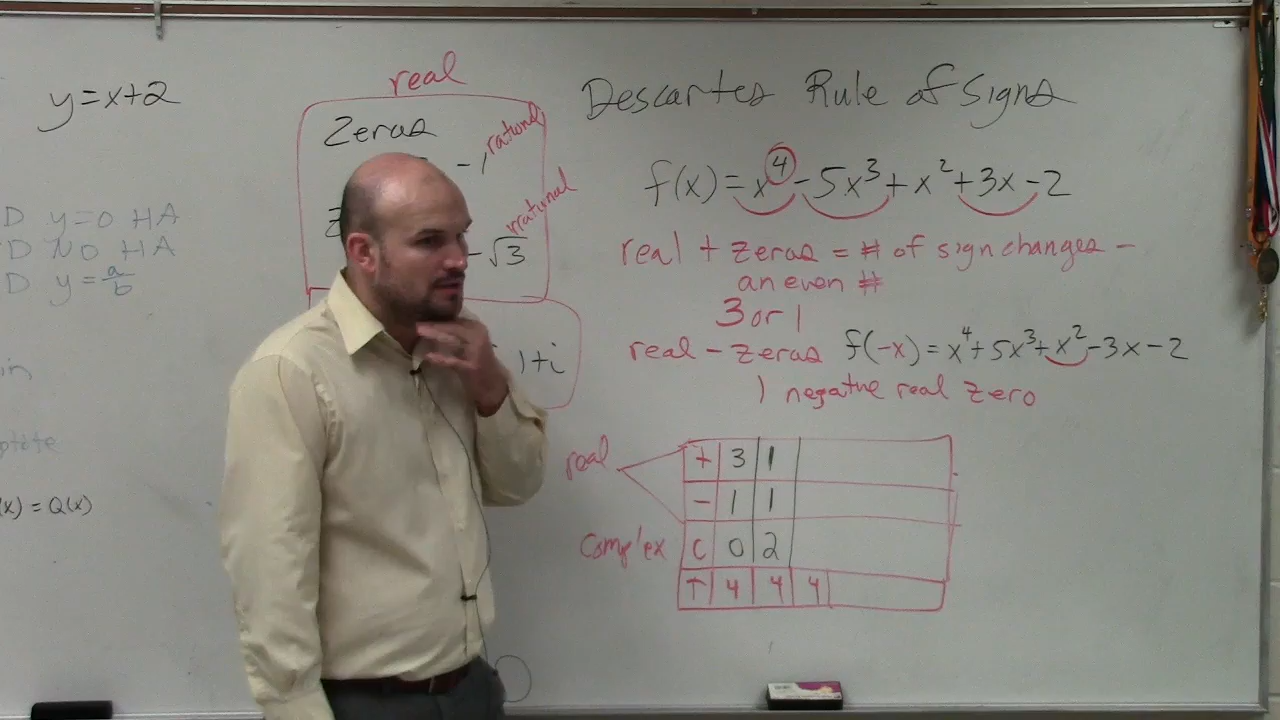 y=x+2
D y=0 HA
D NO HA
D y=a/b
in
(x) = Q(x)
real
Zeros
-1 rational
-√3 irrational
1+i
Descartes Rule of Signs
f(x) = x⁴-5x³+x²+3x-2
real + zeros = # of sign changes -
an even #
3 or 1
real - zeros f(-x) = x⁴+5x³+x²-3x-2
1 negative real zero
real
+ 3 1
- 1 1
complex C 0 2
T 4 4 4